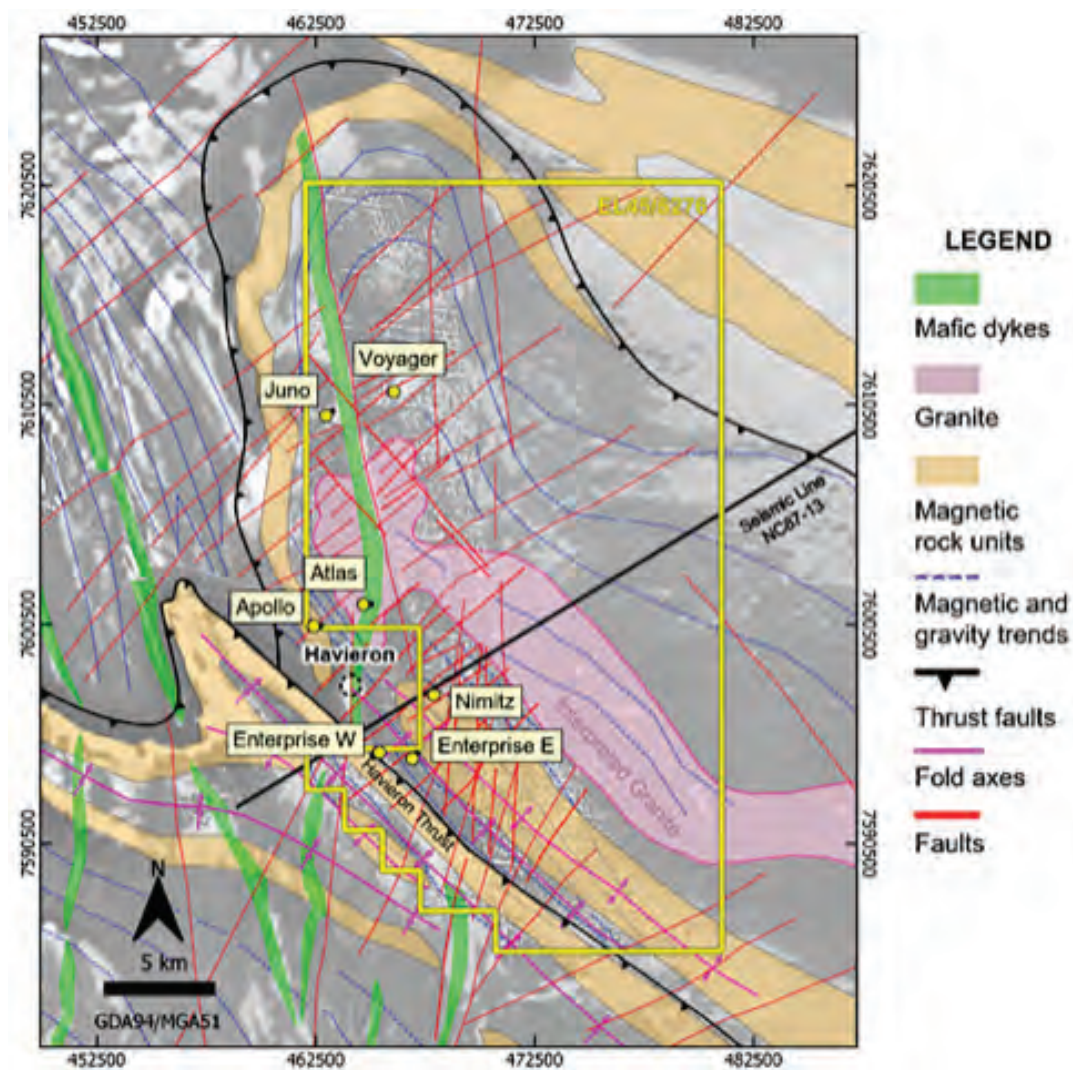 452500
462500
472500
482500
7620500
7620500
Voyager
Juno
7610500
7610500
Seismic Line
NC87-13
Atlas
Apollo
7600500
7600500
Havieron
Nimitz
Enterprise W
Enterprise E
Interpreted Granite
Havieron Thrust
7590500
7590500
N
5 km
GDA94/MGA51
452500
462500
472500
482500
LEGEND
Mafic dykes
Granite
Magnetic
rock units
Magnetic and
gravity trends
Thrust faults
Fold axes
Faults